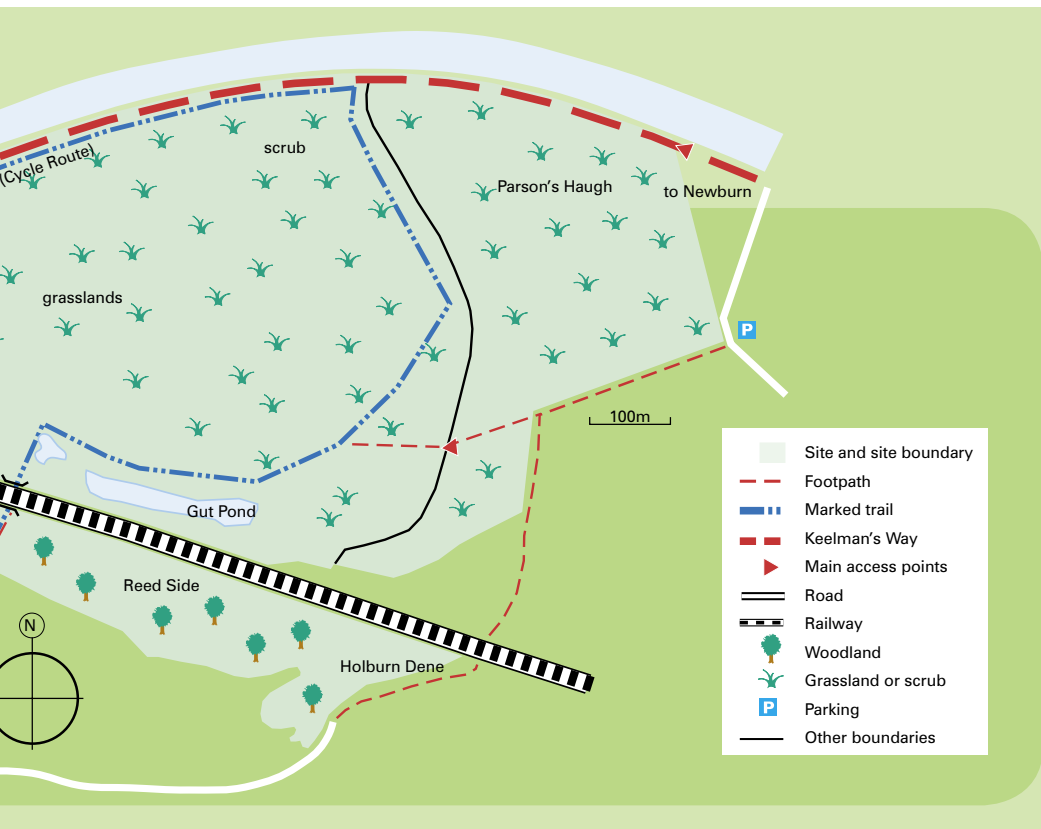 scrub
(Cycle Route)
Parson's Haugh
to Newburn
grasslands
P
100m
Gut Pond
Reed Side
N
Holburn Dene
Site and site boundary
Footpath
Marked trail
Keelman's Way
Main access points
Road
Railway
Woodland
Grassland or scrub
P Parking
Other boundaries